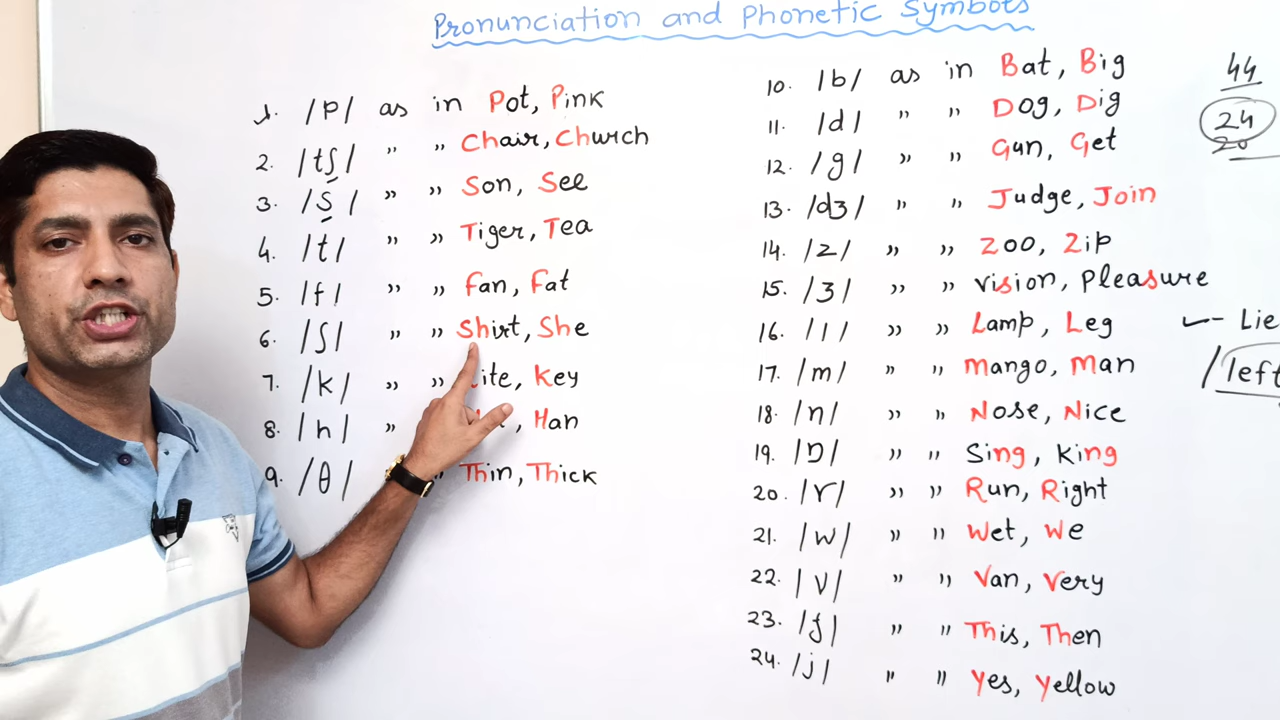 Pronunciation and Phonetic Symbols
1. /p/ as in Pot, Pink
2. /tʃ/ " " Chair, Church
3. /s/ " " Son, See
4. /t/ " " Tiger, Tea
5. /f/ " " Fan, Fat
6. /ʃ/ " " Shirt, She
7. /k/ " " ite, Key
8. /h/ " , Han
9. /θ/ " Thin, Thick
10. /b/ as in Bat, Big
11. /d/ " " Dog, Dig
12. /g/ " " Gun, Get
13. /dʒ/ " " Judge, Join
14. /z/ " " Zoo, Zip
15. /ʒ/ " " Vision, Pleasure
16. /l/ " " Lamp, Leg
17. /m/ " " Mango, Man
18. /n/ " " Nose, Nice
19. /ŋ/ " " Sing, King
20. /r/ " " Run, Right
21. /w/ " " Wet, We
22. /v/ " " Van, Very
23. /ʄ/ " " This, Then
24. /j/ " " Yes, Yellow
44
24
20
- Lie
/left